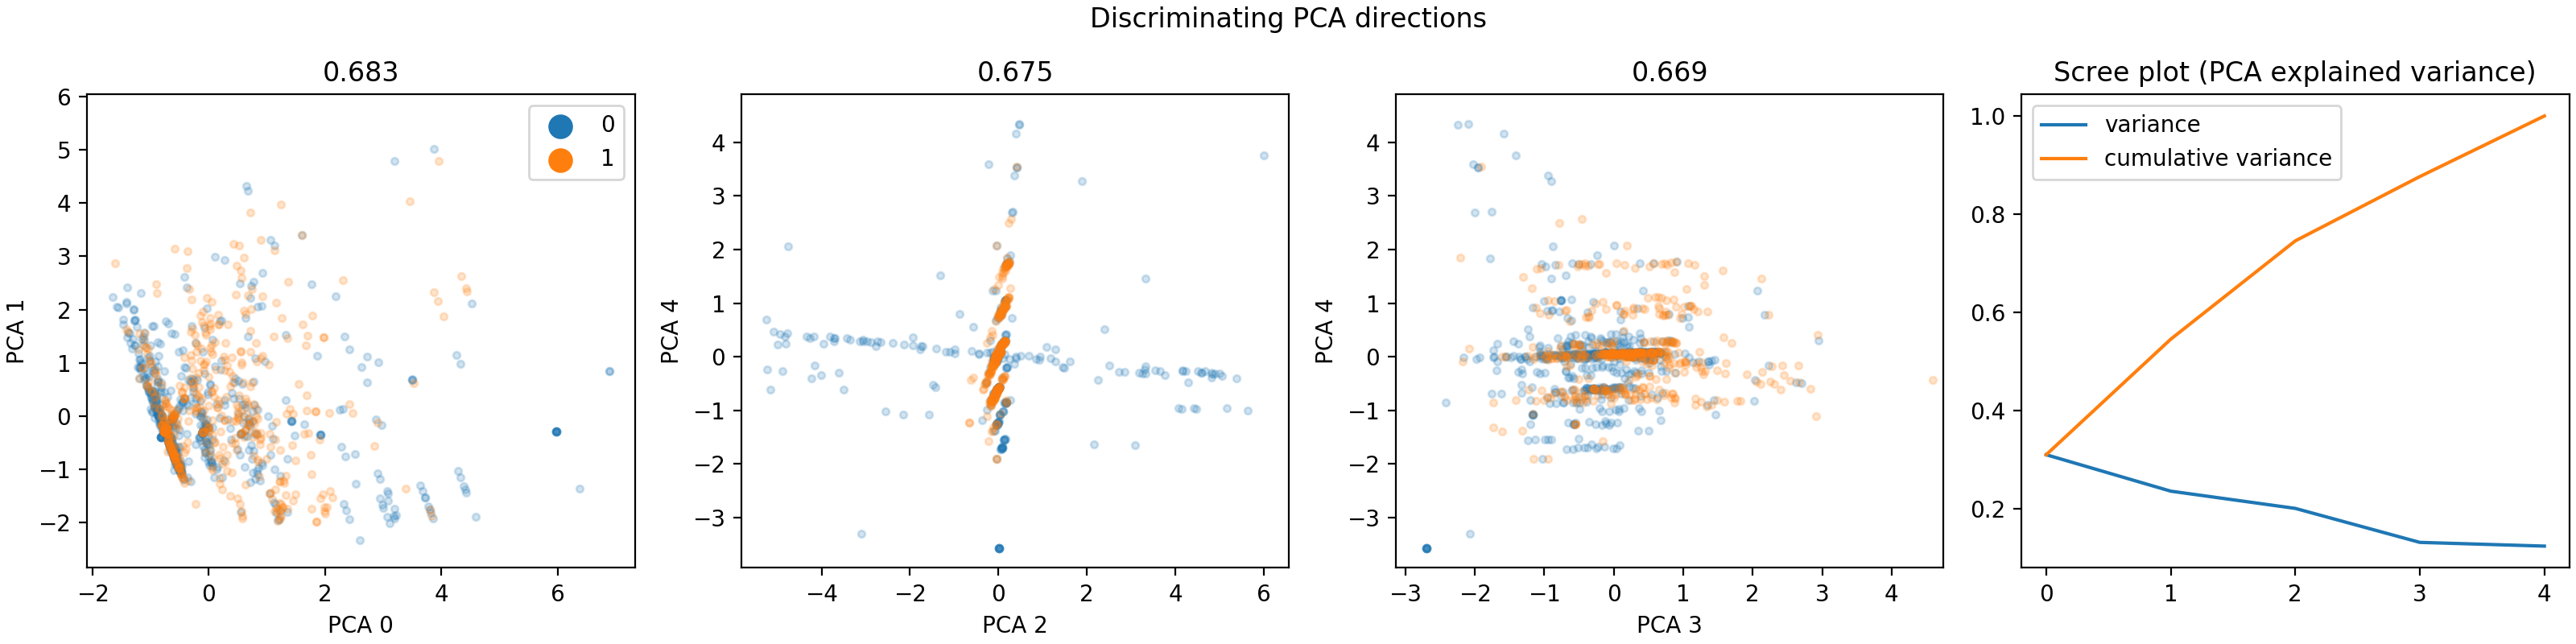 Discriminating PCA directions
0.683
6
5
4
3
2
1
0
−1
−2
−2 0 2 4 6
PCA 1
PCA 0
0
1
0.675
4
3
2
1
0
−1
−2
−3
−4 −2 0 2 4 6
PCA 4
PCA 2
0.669
4
3
2
1
0
−1
−2
−3
−3 −2 −1 0 1 2 3 4
PCA 4
PCA 3
Scree plot (PCA explained variance)
variance
cumulative variance
1.0
0.8
0.6
0.4
0.2
0 1 2 3 4